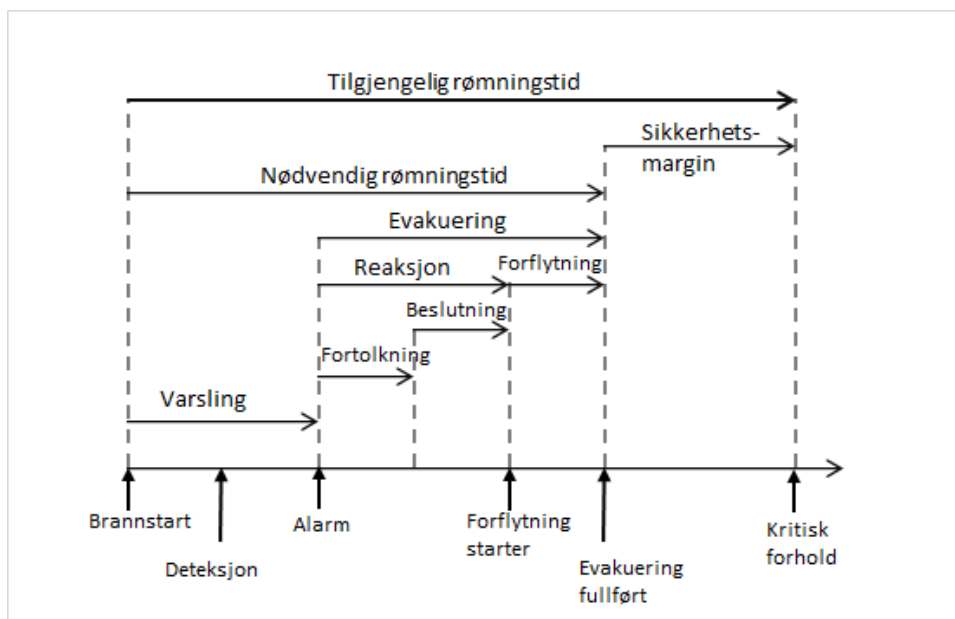 Tilgjengelig rømningstid
Sikkerhets-
margin
Nødvendig rømningstid
Evakuering
Reaksjon
Forflytning
Beslutning
Fortolkning
Varsling
Brannstart
Alarm
Forflytning
starter
Kritisk
forhold
Deteksjon
Evakuering
fullført